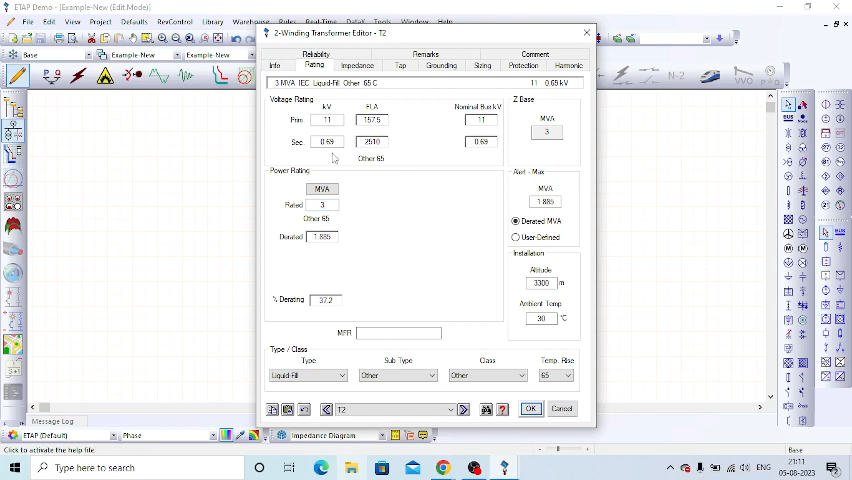 ETAP Demo - Example-New (Edit Mode)
File Edit View Project Defaults RevControl Library Warehouse Rules Real-Time DataX Tools Window Help
Base Example-New Example-New
N-2
2-Winding Transformer Editor - T2
Reliability Remarks Comment
Info Rating Impedance Tap Grounding Sizing Protection Harmonic
3 MVA IEC Liquid-Fill Other 65 C 11 0.69 kV
Voltage Rating Z Base
kV FLA Nominal Bus kV
MVA
Prim. 11 157.5 11
3
Sec. 0.69 2510 0.69
Other 65
Power Rating Alert - Max
MVA MVA
Rated 3 1.885
Other 65 Derated MVA
Derated 1.885 User-Defined
Installation
Altitude
3300 m
% Derating 37.2 Ambient Temp.
30 °C
MFR
Type / Class
Type Sub Type Class Temp. Rise
Liquid-Fill Other Other 65
T2 OK Cancel
Message Log
ETAP (Default) Phase Impedance Diagram
Click to activate the help file Base
Type here to search ENG 21:11
05-08-2023